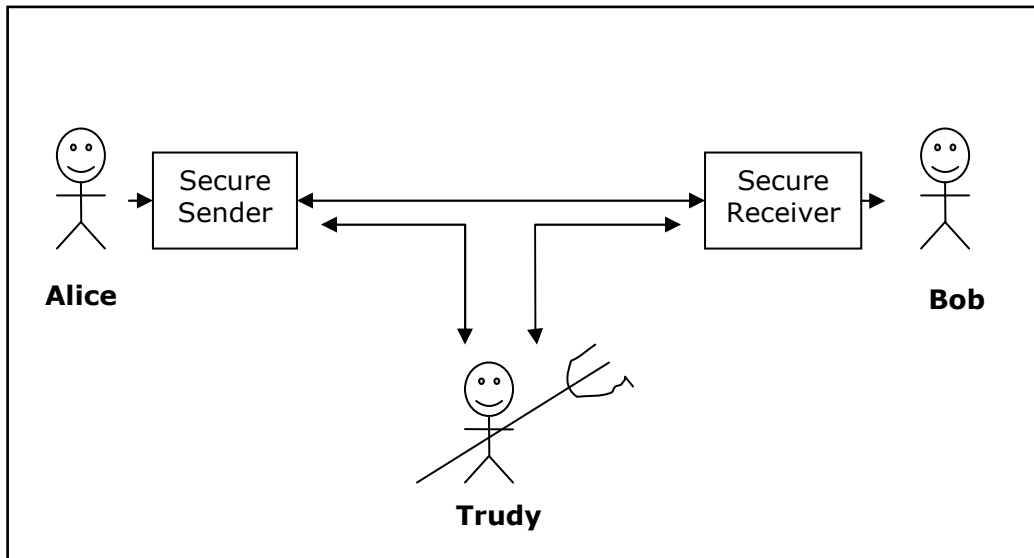 Secure
Sender
Secure
Receiver
Alice
Bob
Trudy